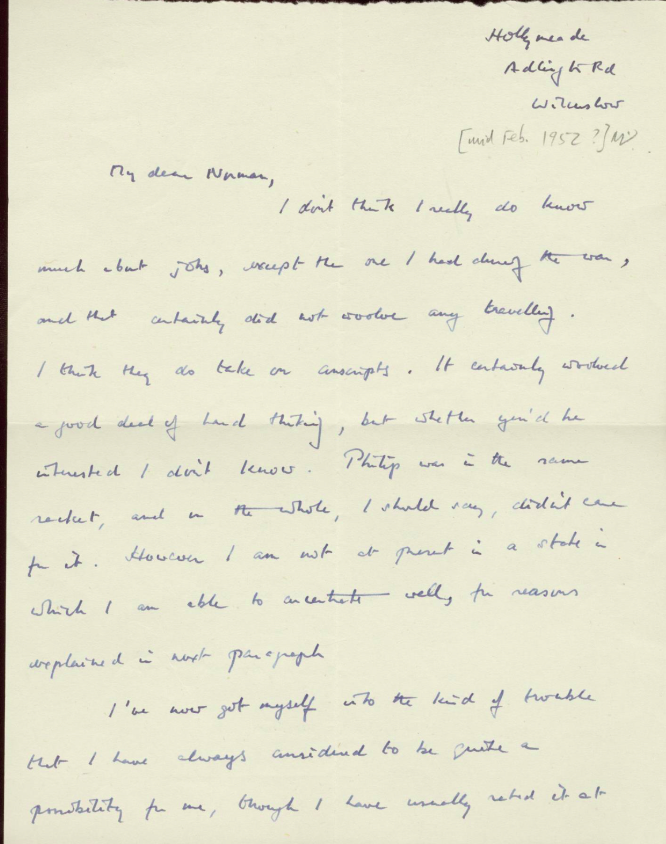 Hollymeade
Adlington Rd
Wilmslow
[mid Feb. 1952?]
My dear Norman,
I don't think I really do know
much about jobs, except the one I had during the war,
and that certainly did not involve any travelling.
I think they do take on conscripts. It certainly involved
a good deal of hard thinking, but whether you'd be
interested I don't know. Philip was in the same
racket, and on the whole, I should say, didn't care
for it. However I am not at present in a state in
which I am able to concentrate well, for reasons
explained in next paragraph
I've now got myself into the kind of trouble
that I have always considered to be quite a
possibility for me, though I have usually rated it at